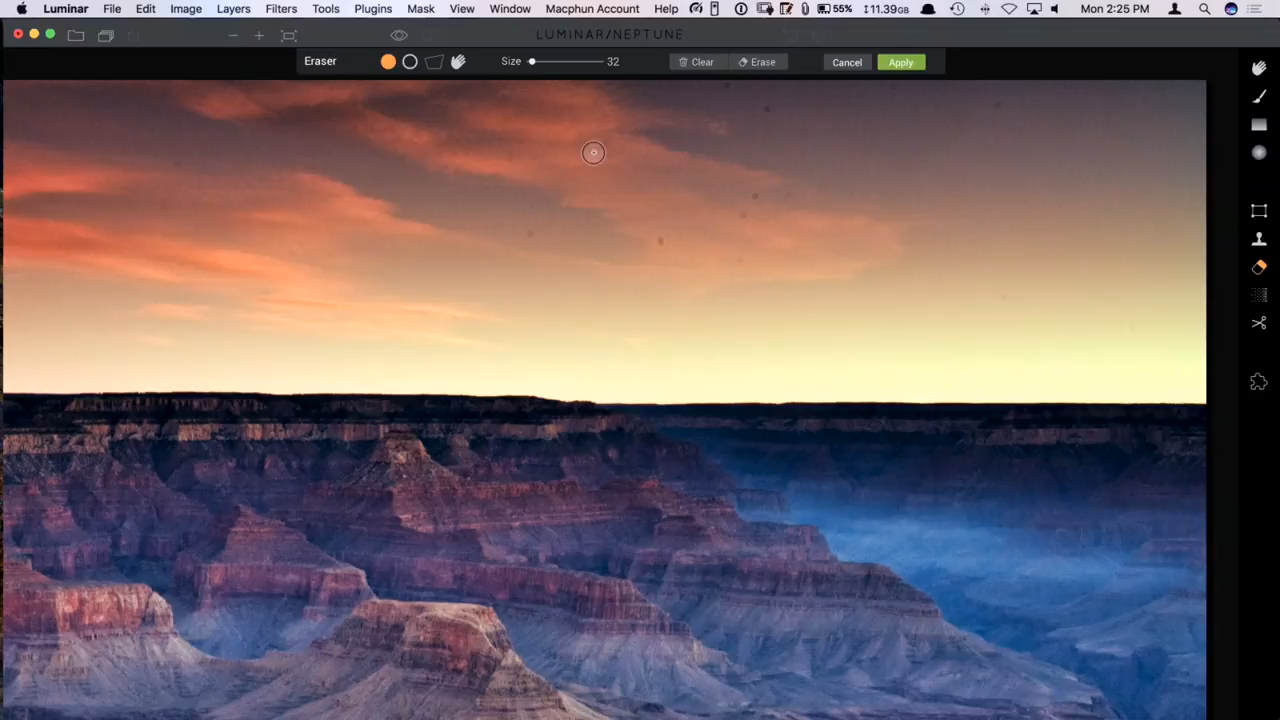 Luminar File Edit Image Layers Filters Tools Plugins Mask View Window Macphun Account Help 55% 11.39GB Mon 2:25 PM
LUMINAR/NEPTUNE
Eraser Size 32 Clear Erase Cancel Apply